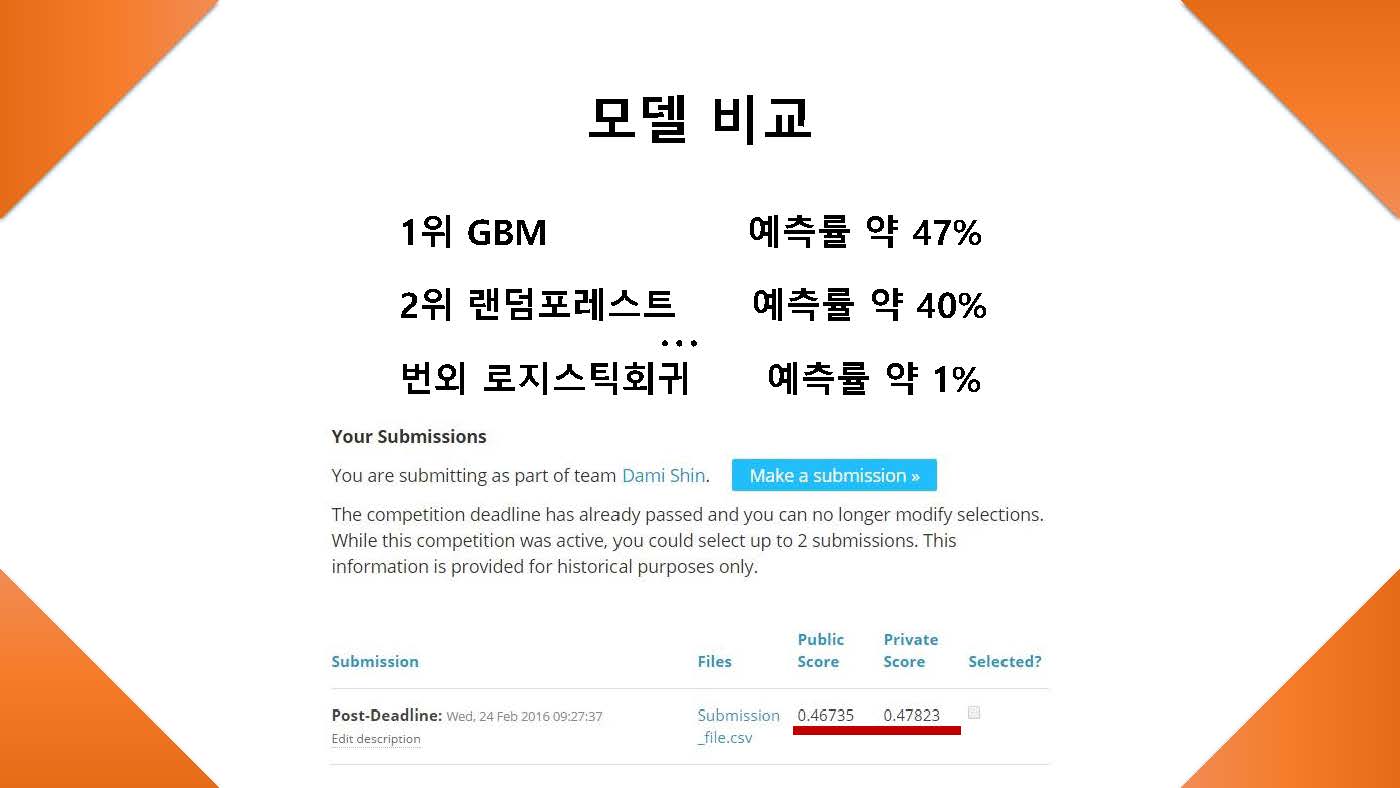 모델 비교
1위 GBM 예측률 약 47%
2위 랜덤포레스트 예측률 약 40%
...
번외 로지스틱회귀 예측률 약 1%
Your Submissions
You are submitting as part of team Dami Shin. Make a submission »
The competition deadline has already passed and you can no longer modify selections.
While this competition was active, you could select up to 2 submissions. This
information is provided for historical purposes only.
Submission Files Public Score Private Score Selected?
Post-Deadline: Wed, 24 Feb 2016 09:27:37 Submission 0.46735 0.47823
Edit description _file.csv